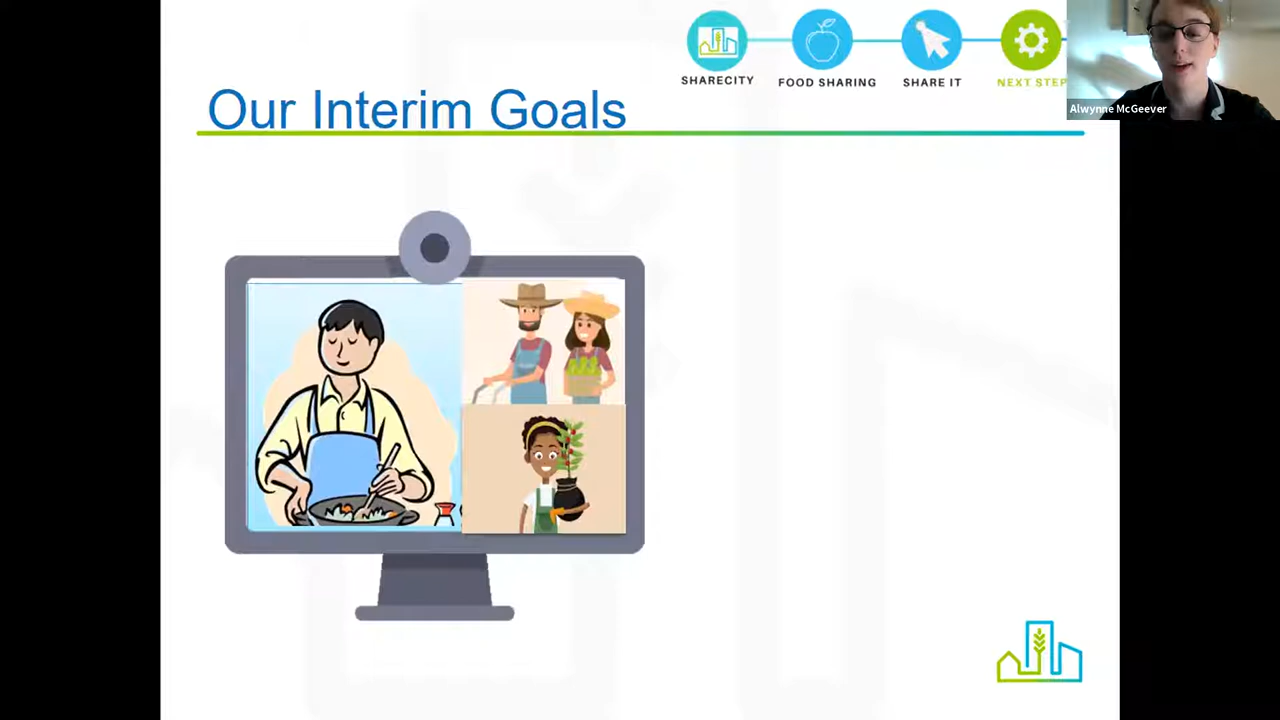 SHARECITY
FOOD SHARING
SHARE IT
NEXT STEP
Alwynne McGeever
Our Interim Goals